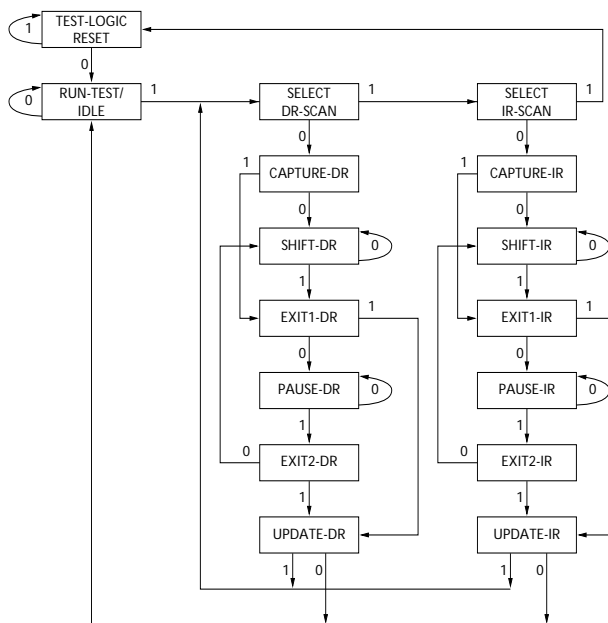 TEST-LOGIC
RESET
1
0
RUN-TEST/
IDLE
0
1
SELECT
DR-SCAN
1
SELECT
IR-SCAN
1
0
0
1
CAPTURE-DR
1
CAPTURE-IR
0
0
SHIFT-DR
0
SHIFT-IR
0
1
1
EXIT1-DR
1
EXIT1-IR
1
0
0
PAUSE-DR
0
PAUSE-IR
0
1
1
0
EXIT2-DR
0
EXIT2-IR
1
1
UPDATE-DR
UPDATE-IR
1
0
1
0